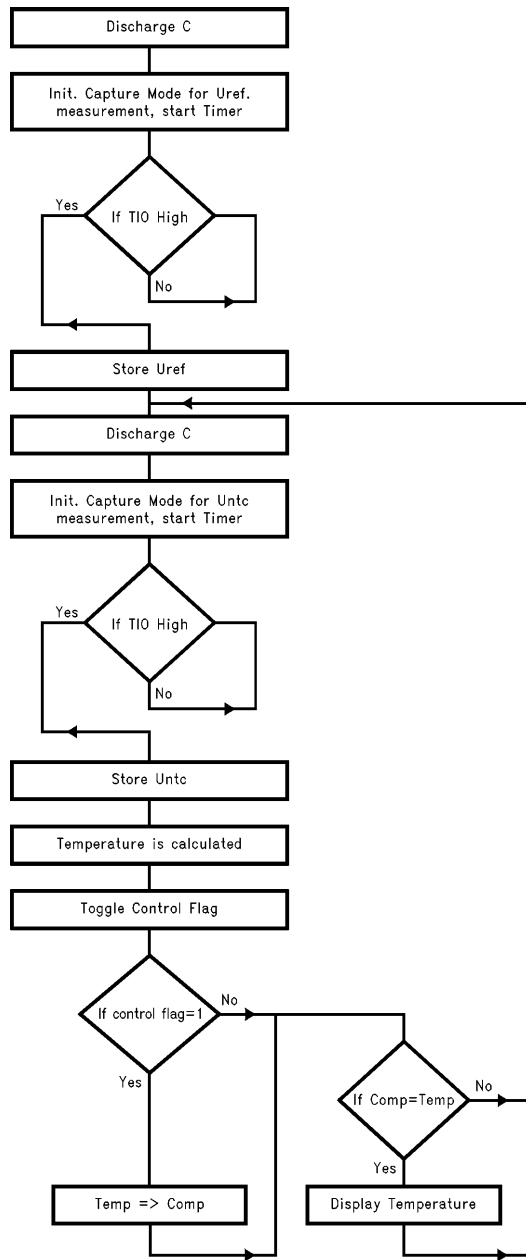 Discharge C
Init. Capture Mode for Uref.
measurement, start Timer
Yes
If TIO High
No
Store Uref
Discharge C
Init. Capture Mode for Untc
measurement, start Timer
Yes
If TIO High
No
Store Untc
Temperature is calculated
Toggle Control Flag
If control flag=1
No
Yes
If Comp=Temp
No
Yes
Temp => Comp
Display Temperature